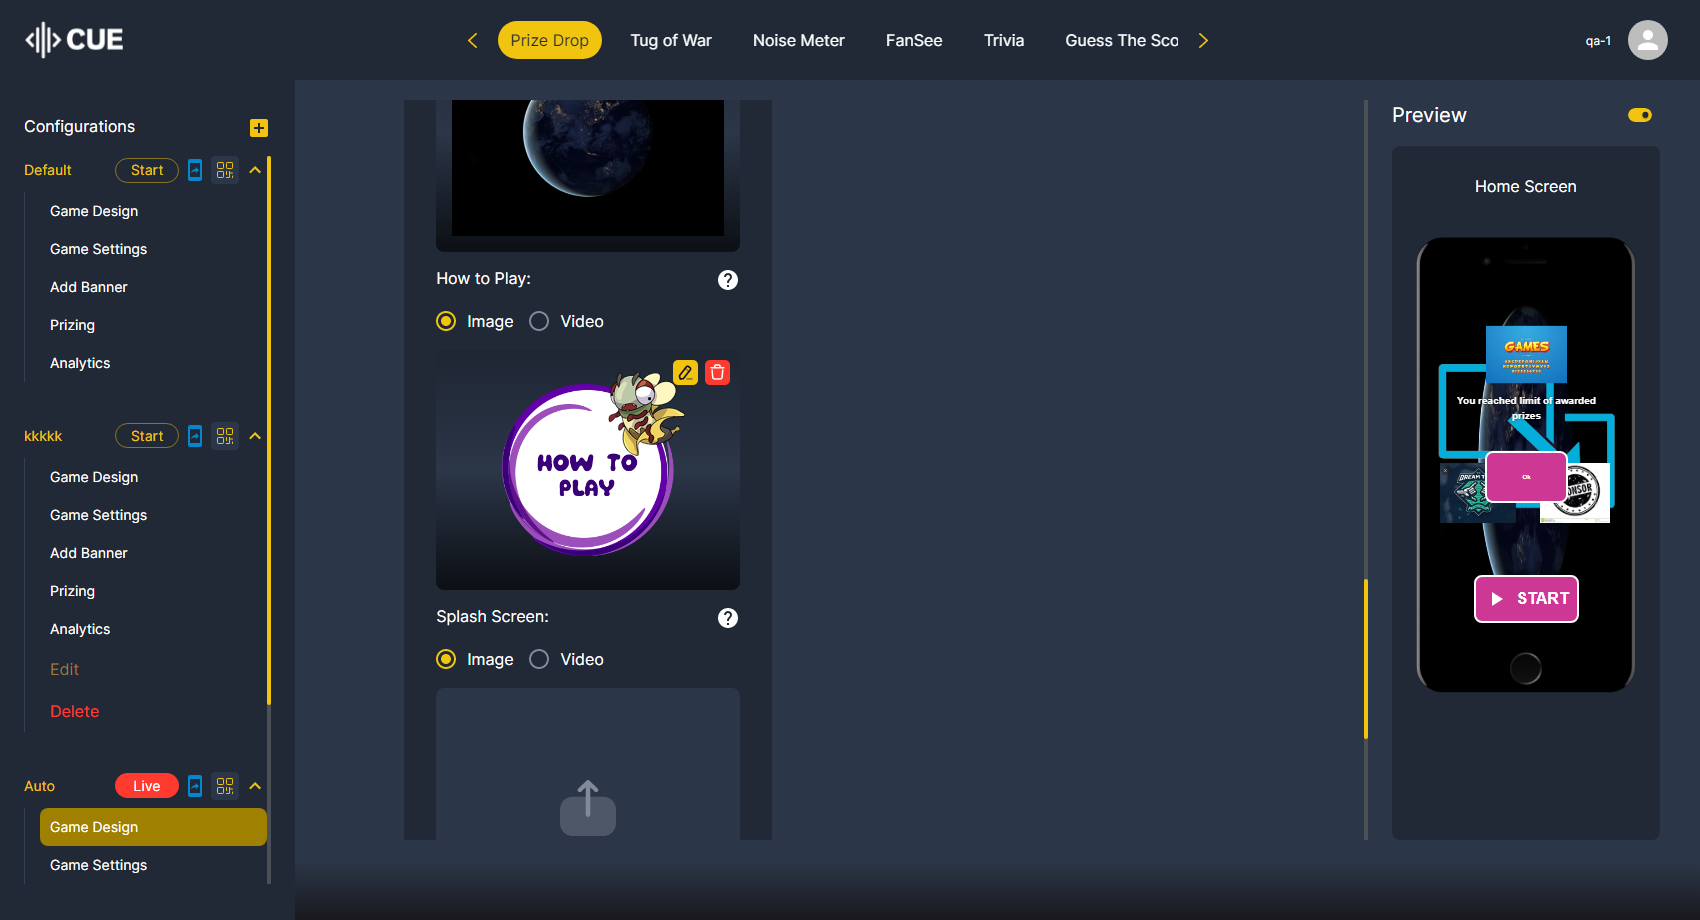 CUE
Prize Drop
Tug of War
Noise Meter
FanSee
Trivia
Guess The Sco
qa-1
Configurations
Default
Start
Game Design
Game Settings
Add Banner
Prizing
Analytics
kkkkk
Start
Game Design
Game Settings
Add Banner
Prizing
Analytics
Edit
Delete
Auto
Live
Game Design
Game Settings
How to Play:
?
Image
Video
HOW TO
PLAY
Splash Screen:
?
Image
Video
Preview
Home Screen
GAMES
You reached limit of awarded
prizes
Ok
DREAM
START